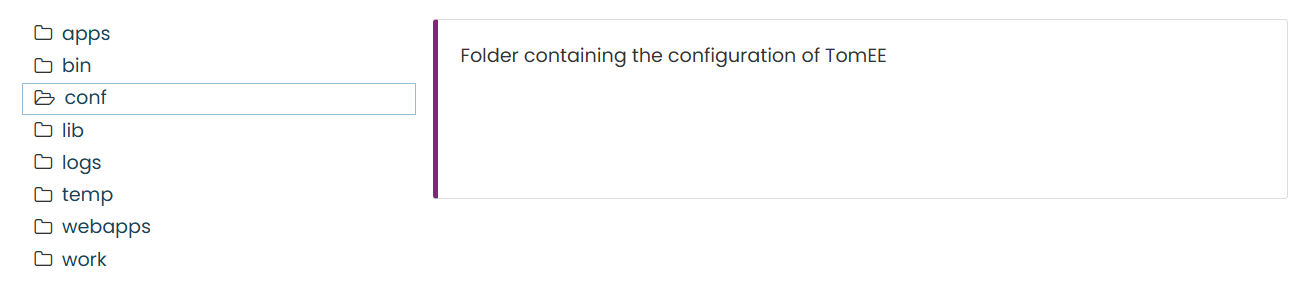 apps
bin
conf
lib
logs
temp
webapps
work
Folder containing the configuration of TomEE